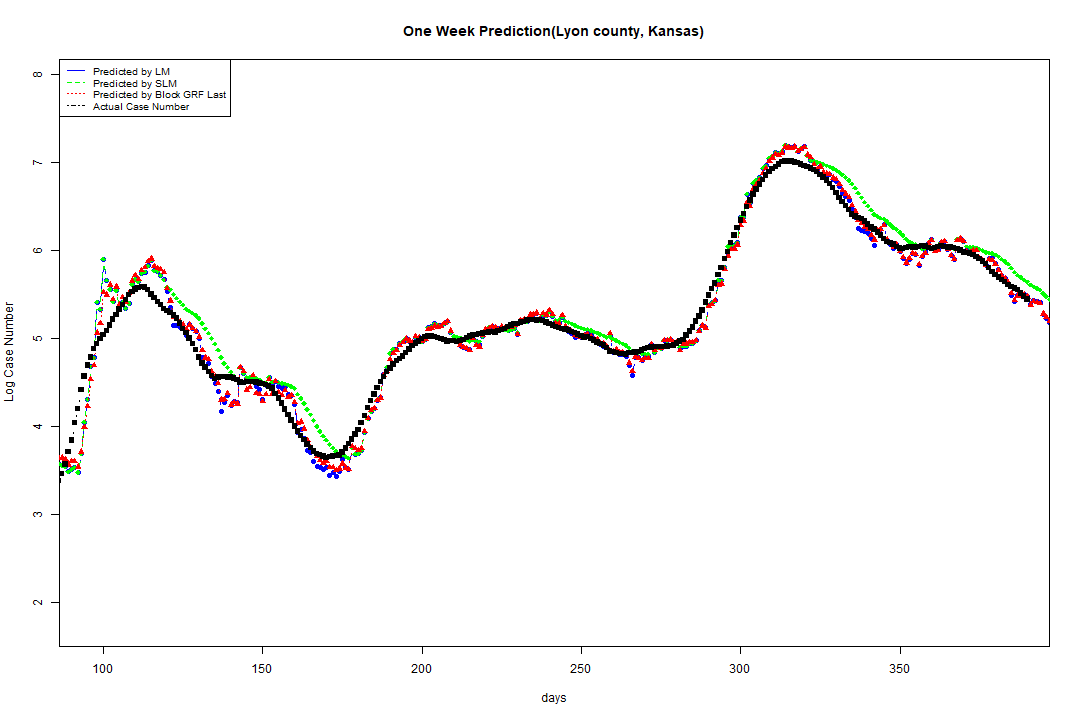 One Week Prediction(Lyon county, Kansas)
Predicted by LM
Predicted by SLM
Predicted by Block GRF Last
Actual Case Number
8
7
6
5
4
3
2
Log Case Number
100 150 200 250 300 350
days